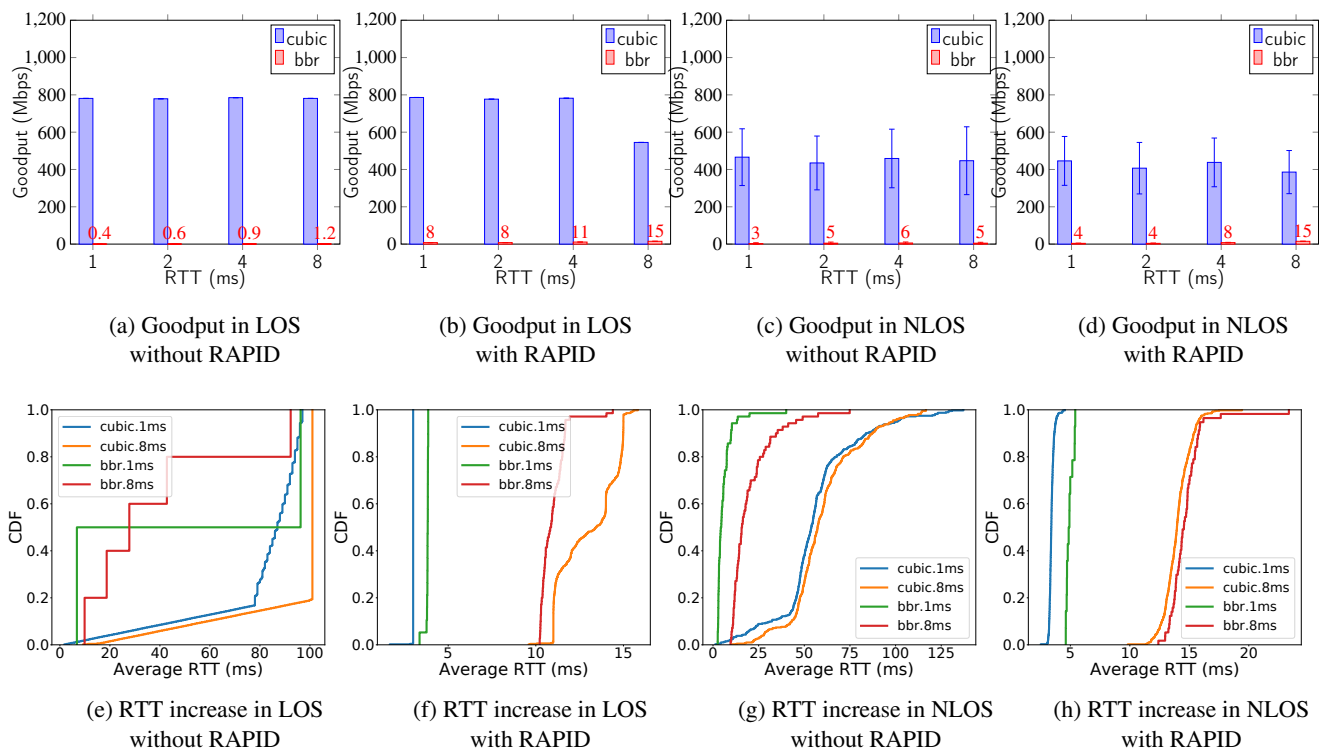 1,200
1,000
800
600
400
200
0
Goodput (Mbps)
cubic
bbr
0.4
0.6
0.9
1.2
1
2
4
8
RTT (ms)
(a) Goodput in LOS
without RAPID
1,200
1,000
800
600
400
200
0
Goodput (Mbps)
cubic
bbr
8
8
11
15
1
2
4
8
RTT (ms)
(b) Goodput in LOS
with RAPID
1,200
1,000
800
600
400
200
0
Goodput (Mbps)
cubic
bbr
3
5
6
5
1
2
4
8
RTT (ms)
(c) Goodput in NLOS
without RAPID
1,200
1,000
800
600
400
200
0
Goodput (Mbps)
cubic
bbr
4
4
8
15
1
2
4
8
RTT (ms)
(d) Goodput in NLOS
with RAPID
1.0
0.8
0.6
0.4
0.2
0.0
CDF
cubic.1ms
cubic.8ms
bbr.1ms
bbr.8ms
0
20
40
60
80
100
Average RTT (ms)
(e) RTT increase in LOS
without RAPID
1.0
0.8
0.6
0.4
0.2
0.0
CDF
cubic.1ms
cubic.8ms
bbr.1ms
bbr.8ms
5
10
15
Average RTT (ms)
(f) RTT increase in LOS
with RAPID
1.0
0.8
0.6
0.4
0.2
0.0
CDF
cubic.1ms
cubic.8ms
bbr.1ms
bbr.8ms
0
25
50
75
100
125
Average RTT (ms)
(g) RTT increase in NLOS
without RAPID
1.0
0.8
0.6
0.4
0.2
0.0
CDF
cubic.1ms
cubic.8ms
bbr.1ms
bbr.8ms
5
10
15
20
Average RTT (ms)
(h) RTT increase in NLOS
with RAPID